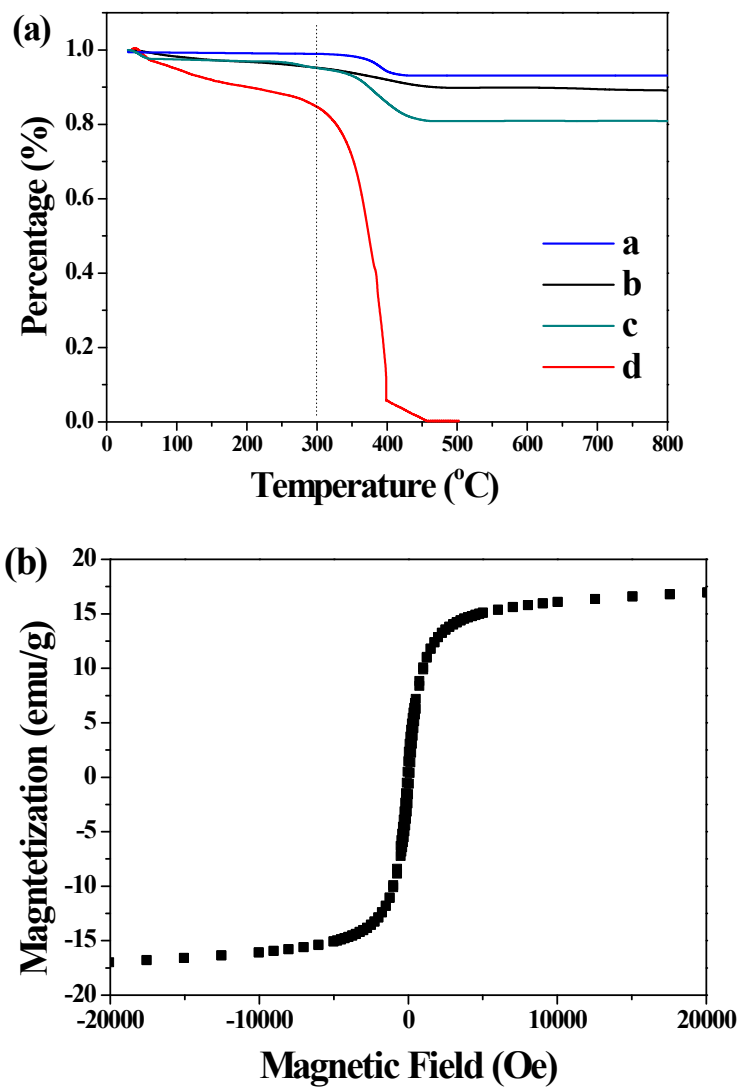 (a)
1.0
0.8
0.6
0.4
0.2
0.0
Percentage (%)
a
b
c
d
0 100 200 300 400 500 600 700 800
Temperature (°C)
(b)
20
15
10
5
0
-5
-10
-15
-20
Magntetization (emu/g)
-20000 -10000 0 10000 20000
Magnetic Field (Oe)